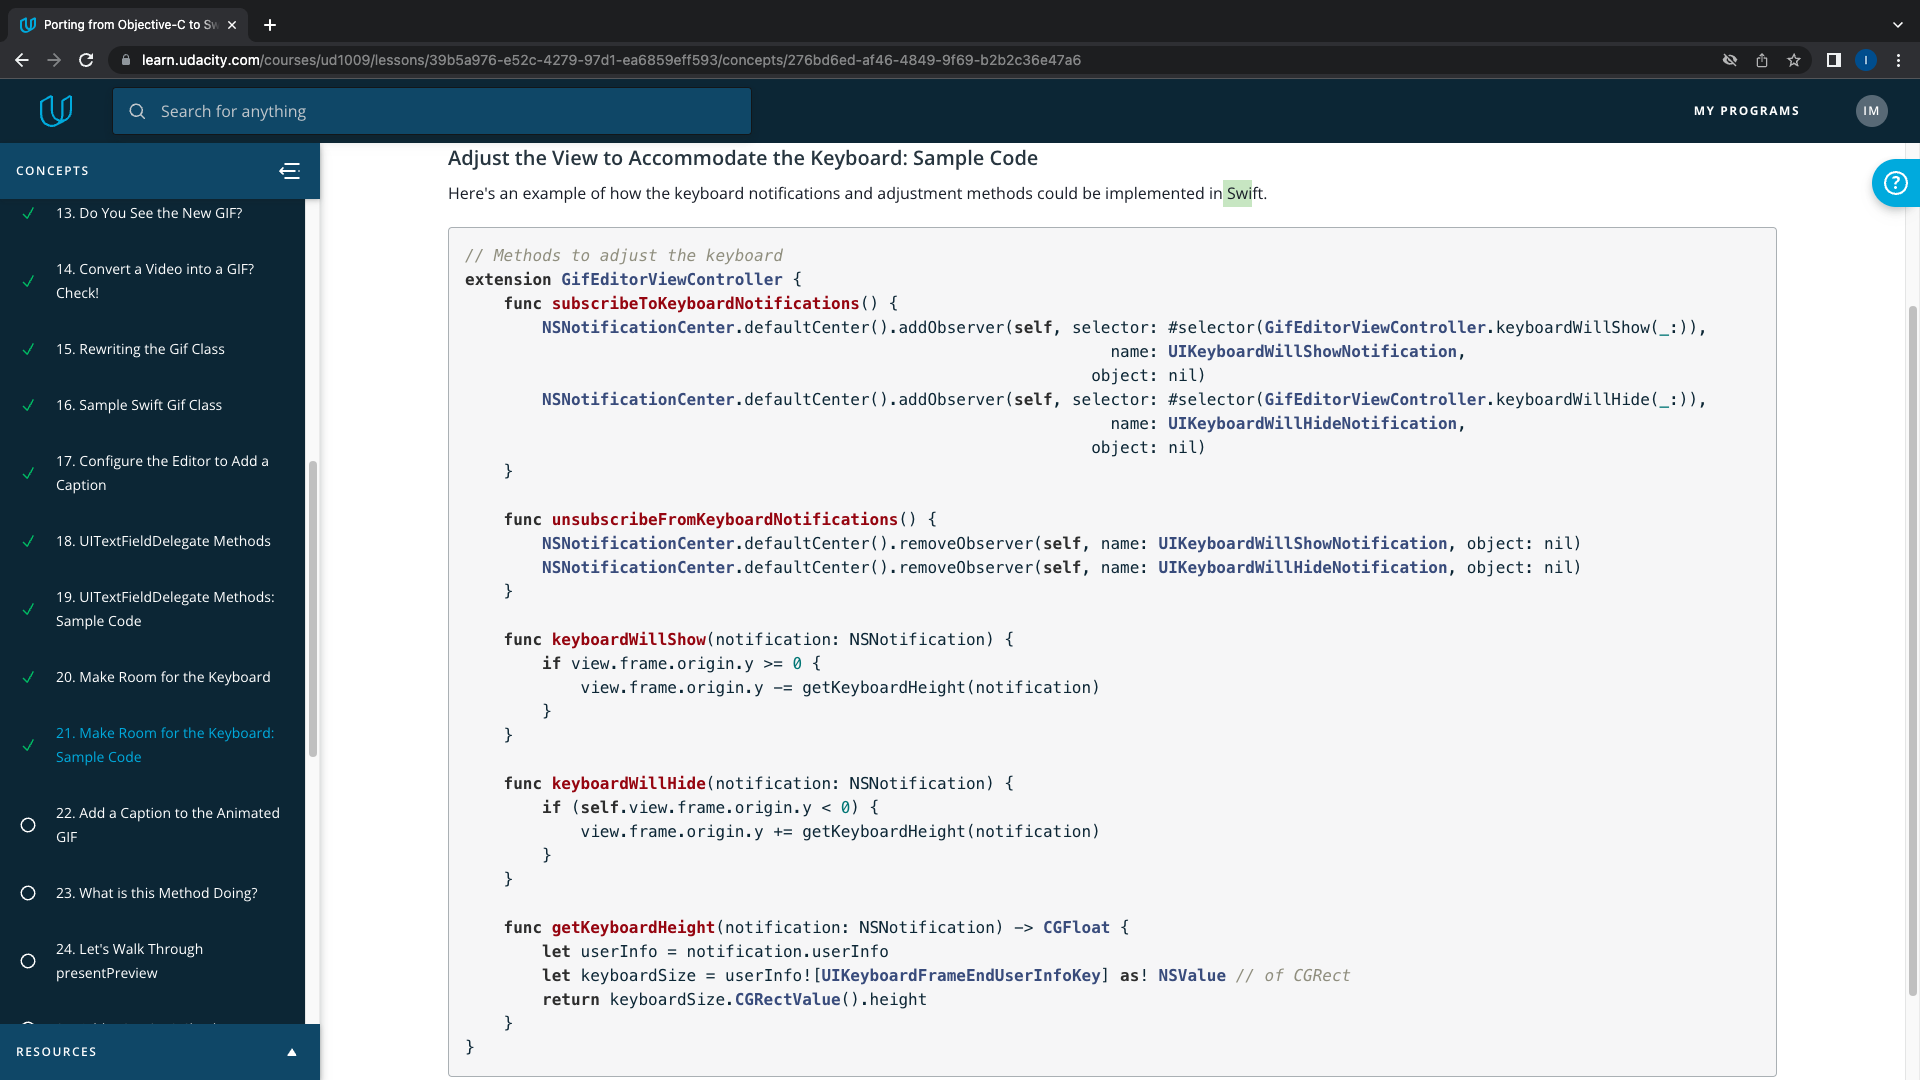 Porting from Objective-C to Sw
learn.udacity.com/courses/ud1009/lessons/39b5a976-e52c-4279-97d1-ea6859eff593/concepts/276bd6ed-af46-4849-9f69-b2b2c36e47a6
I
Search for anything
MY PROGRAMS
IM
CONCEPTS
13. Do You See the New GIF?
14. Convert a Video into a GIF?
Check!
15. Rewriting the Gif Class
16. Sample Swift Gif Class
17. Configure the Editor to Add a
Caption
18. UITextFieldDelegate Methods
19. UITextFieldDelegate Methods:
Sample Code
20. Make Room for the Keyboard
21. Make Room for the Keyboard:
Sample Code
22. Add a Caption to the Animated
GIF
23. What is this Method Doing?
24. Let's Walk Through
presentPreview
RESOURCES
Adjust the View to Accommodate the Keyboard: Sample Code
Here's an example of how the keyboard notifications and adjustment methods could be implemented in Swift.
// Methods to adjust the keyboard
extension GifEditorViewController {
    func subscribeToKeyboardNotifications() {
        NSNotificationCenter.defaultCenter().addObserver(self, selector: #selector(GifEditorViewController.keyboardWillShow(_:)),
                                                                   name: UIKeyboardWillShowNotification,
                                                                 object: nil)
        NSNotificationCenter.defaultCenter().addObserver(self, selector: #selector(GifEditorViewController.keyboardWillHide(_:)),
                                                                   name: UIKeyboardWillHideNotification,
                                                                 object: nil)
    }
    func unsubscribeFromKeyboardNotifications() {
        NSNotificationCenter.defaultCenter().removeObserver(self, name: UIKeyboardWillShowNotification, object: nil)
        NSNotificationCenter.defaultCenter().removeObserver(self, name: UIKeyboardWillHideNotification, object: nil)
    }
    func keyboardWillShow(notification: NSNotification) {
        if view.frame.origin.y >= 0 {
            view.frame.origin.y -= getKeyboardHeight(notification)
        }
    }
    func keyboardWillHide(notification: NSNotification) {
        if (self.view.frame.origin.y < 0) {
            view.frame.origin.y += getKeyboardHeight(notification)
        }
    }
    func getKeyboardHeight(notification: NSNotification) -> CGFloat {
        let userInfo = notification.userInfo
        let keyboardSize = userInfo![UIKeyboardFrameEndUserInfoKey] as! NSValue // of CGRect
        return keyboardSize.CGRectValue().height
    }
}